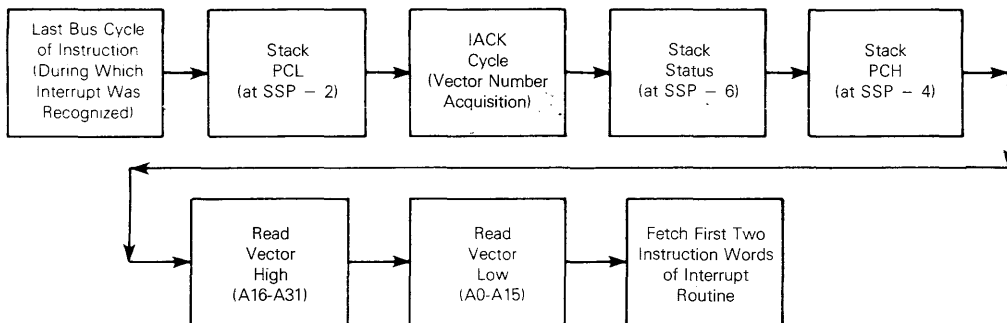 Last Bus Cycle
of Instruction
(During Which
Interrupt Was
Recognized)
Stack
PCL
(at SSP – 2)
IACK
Cycle
(Vector Number
Acquisition)
Stack
Status
(at SSP – 6)
Stack
PCH
(at SSP – 4)
Read
Vector
High
(A16-A31)
Read
Vector
Low
(A0-A15)
Fetch First Two
Instruction Words
of Interrupt
Routine